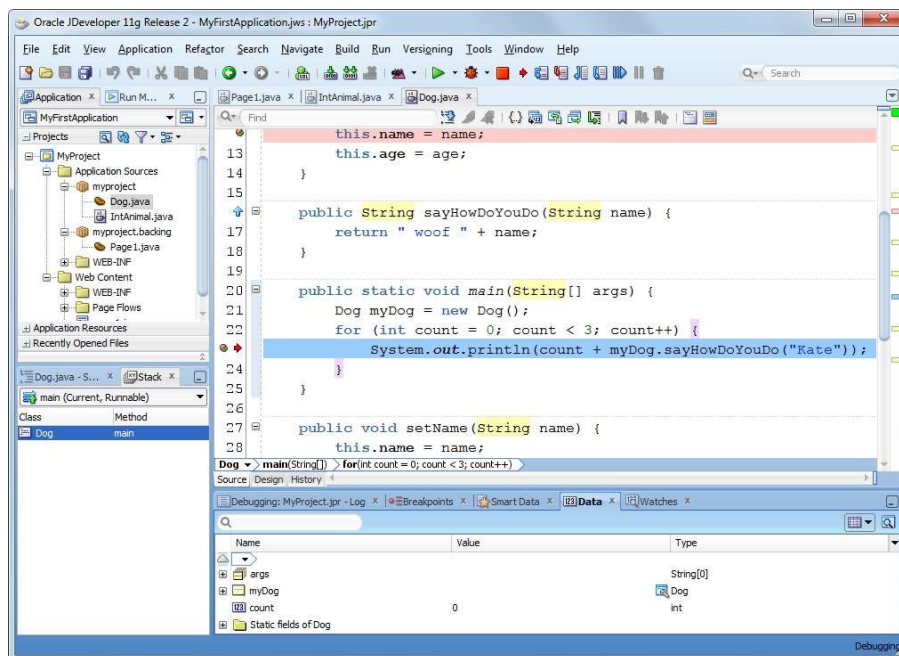 Oracle JDeveloper 11g Release 2 - MyFirstApplication.jws : MyProject.jpr
File Edit View Application Refactor Search Navigate Build Run Versioning Tools Window Help
Search
Application Run M...
MyFirstApplication
Projects
MyProject
Application Sources
myproject
Dog.java
IntAnimal.java
myproject.backing
Page1.java
WEB-INF
Web Content
WEB-INF
Page Flows
Application Resources
Recently Opened Files
Dog.java - S... Stack
main (Current, Runnable)
Class Method
Dog main
Page1.java IntAnimal.java Dog.java
Find
this.name = name;
13 this.age = age;
14 }
15
public String sayHowDoYouDo(String name) {
17 return " woof " + name;
18 }
19
20 public static void main(String[] args) {
21 Dog myDog = new Dog();
22 for (int count = 0; count < 3; count++) {
System.out.println(count + myDog.sayHowDoYouDo("Kate"));
24 }
25 }
26
27 public void setName(String name) {
28 this.name = name;
Dog main(String[]) for(int count = 0; count < 3; count++)
Source Design History
Debugging: MyProject.jpr - Log Breakpoints Smart Data Data Watches
Name Value Type
args String[0]
myDog Dog
count 0 int
Static fields of Dog
Debugging